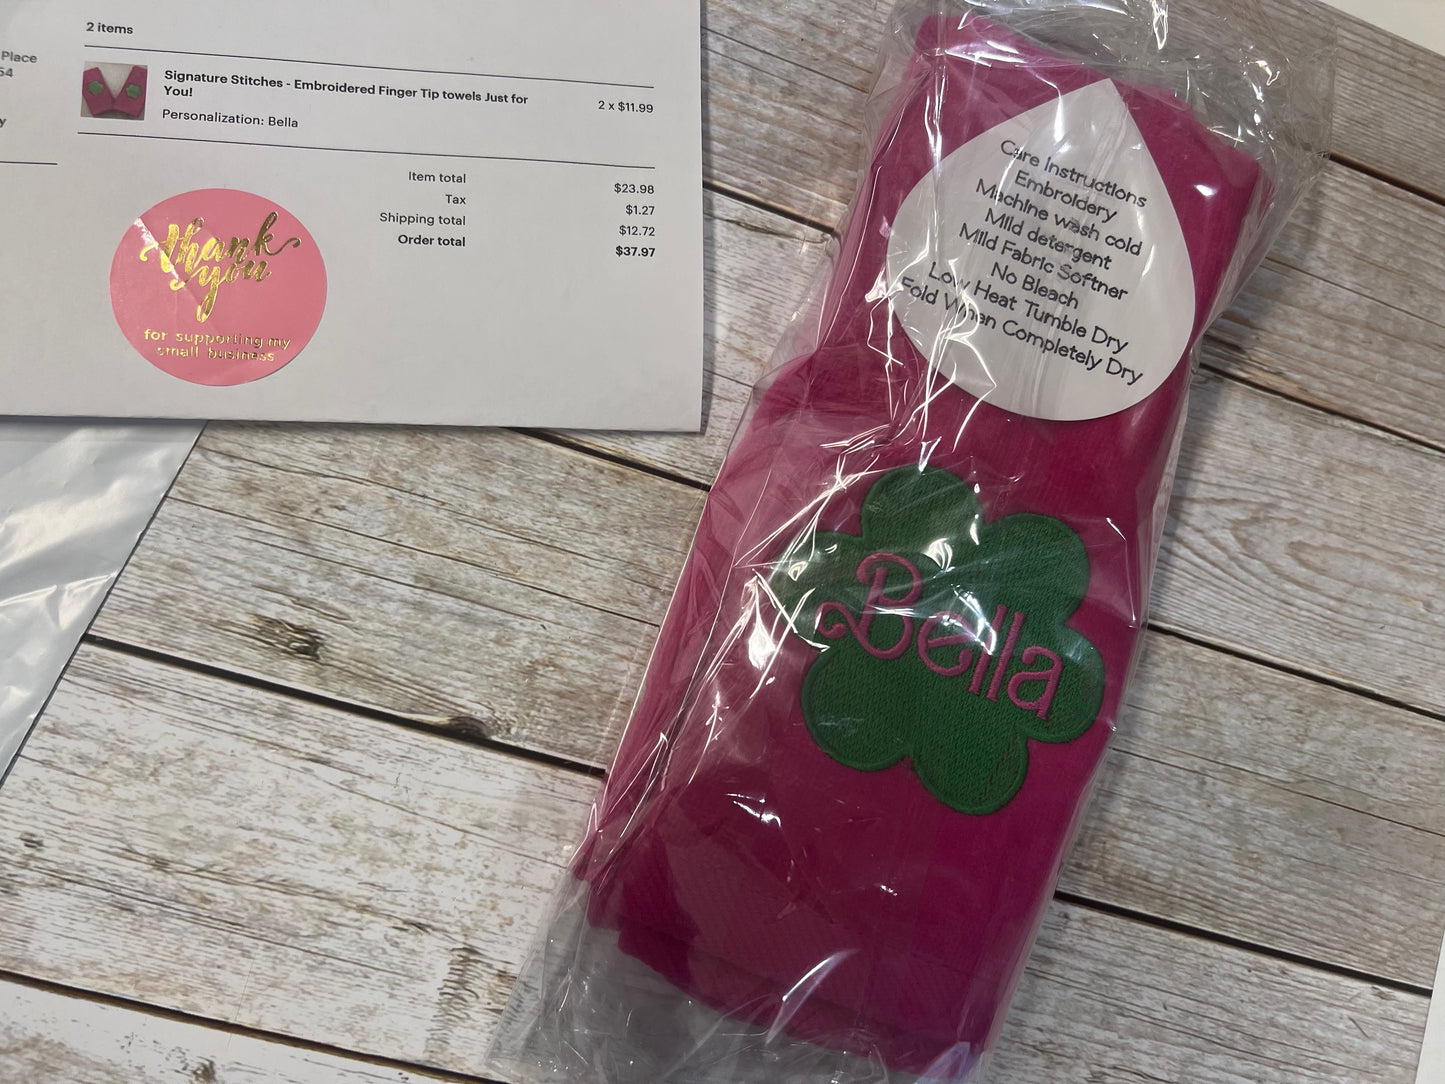 2 items
Place
54
y
Signature Stitches - Embroidered Finger Tip towels Just for
You!
2 x $11.99
Personalization: Bella
Item total $23.98
Tax $1.27
Shipping total $12.72
Order total $37.97
thank
you
for supporting my
small business
Care Instructions
Embroidery
Machine wash cold
Mild detergent
Mild Fabric Softner
No Bleach
Low Heat Tumble Dry
Fold When Completely Dry
Bella